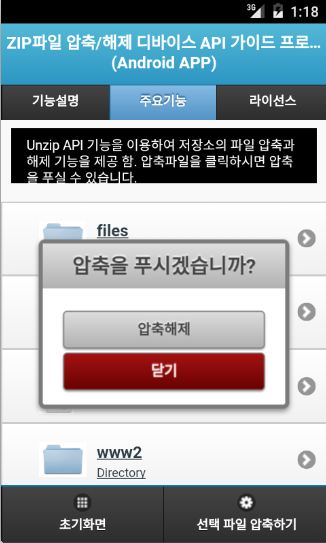 3G 1:18
ZIP파일 압축/해제 디바이스 API 가이드 프로...
(Android APP)
기능설명 주요기능 라이선스
Unzip API 기능을 이용하여 저장소의 파일 압축과
해제 기능을 제공 함. 압축파일을 클릭하시면 압축
을 푸실 수 있습니다.
files
압축을 푸시겠습니까?
압축해제
닫기
www2
Directory
초기화면 선택 파일 압축하기